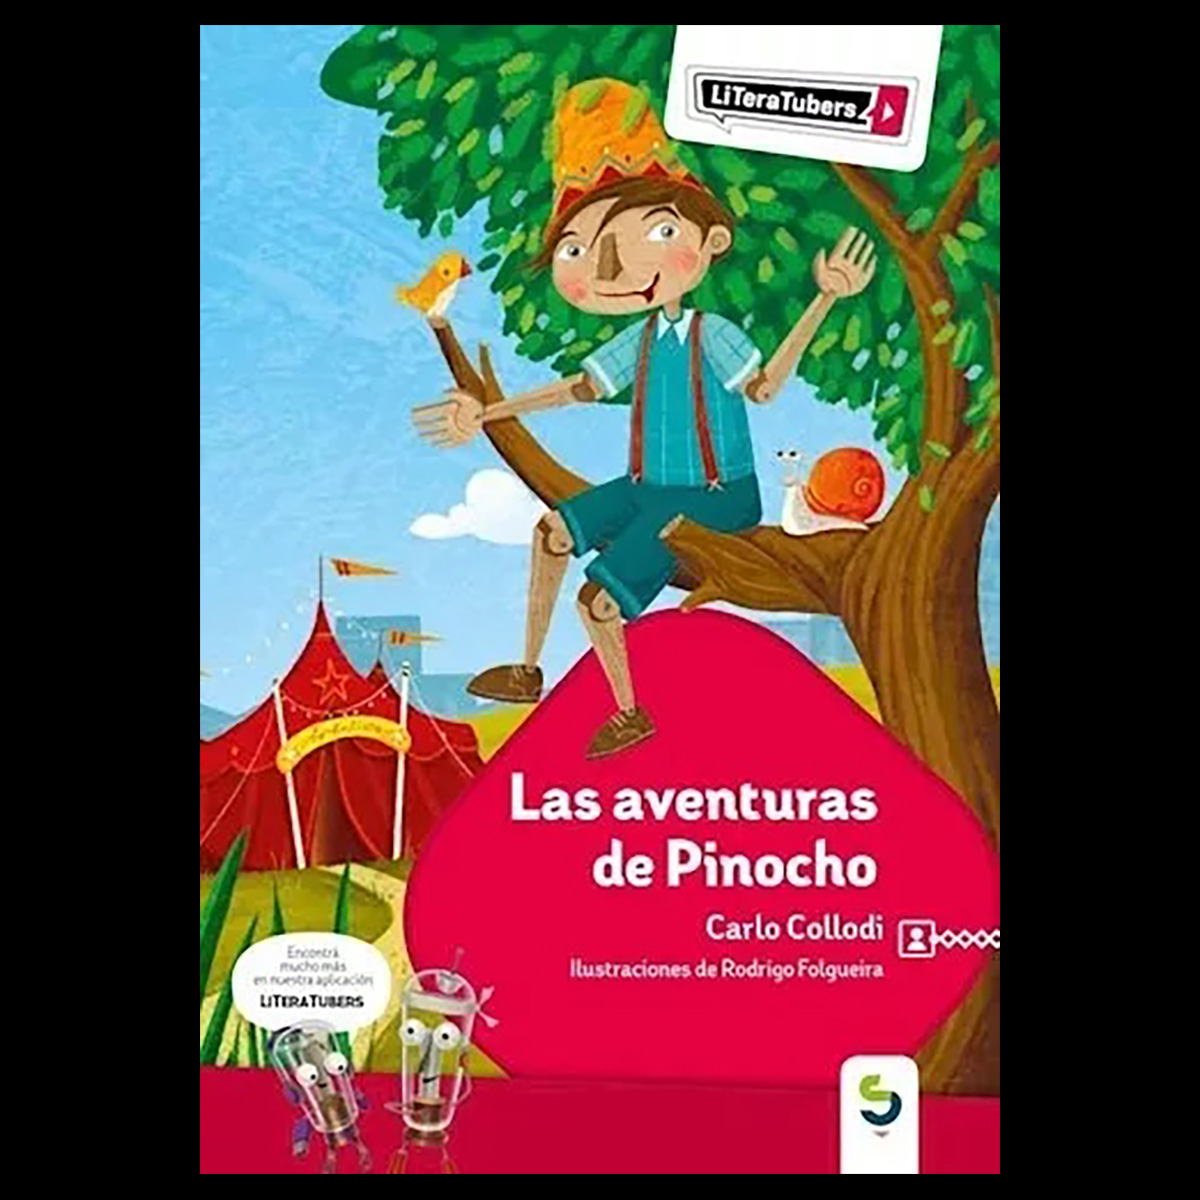 LiTeraTubers
Las aventuras
de Pinocho
Carlo Collodi
Ilustraciones de Rodrigo Folgueira
Encontrá
mucho más
en nuestra aplicación
LITERATUBERS